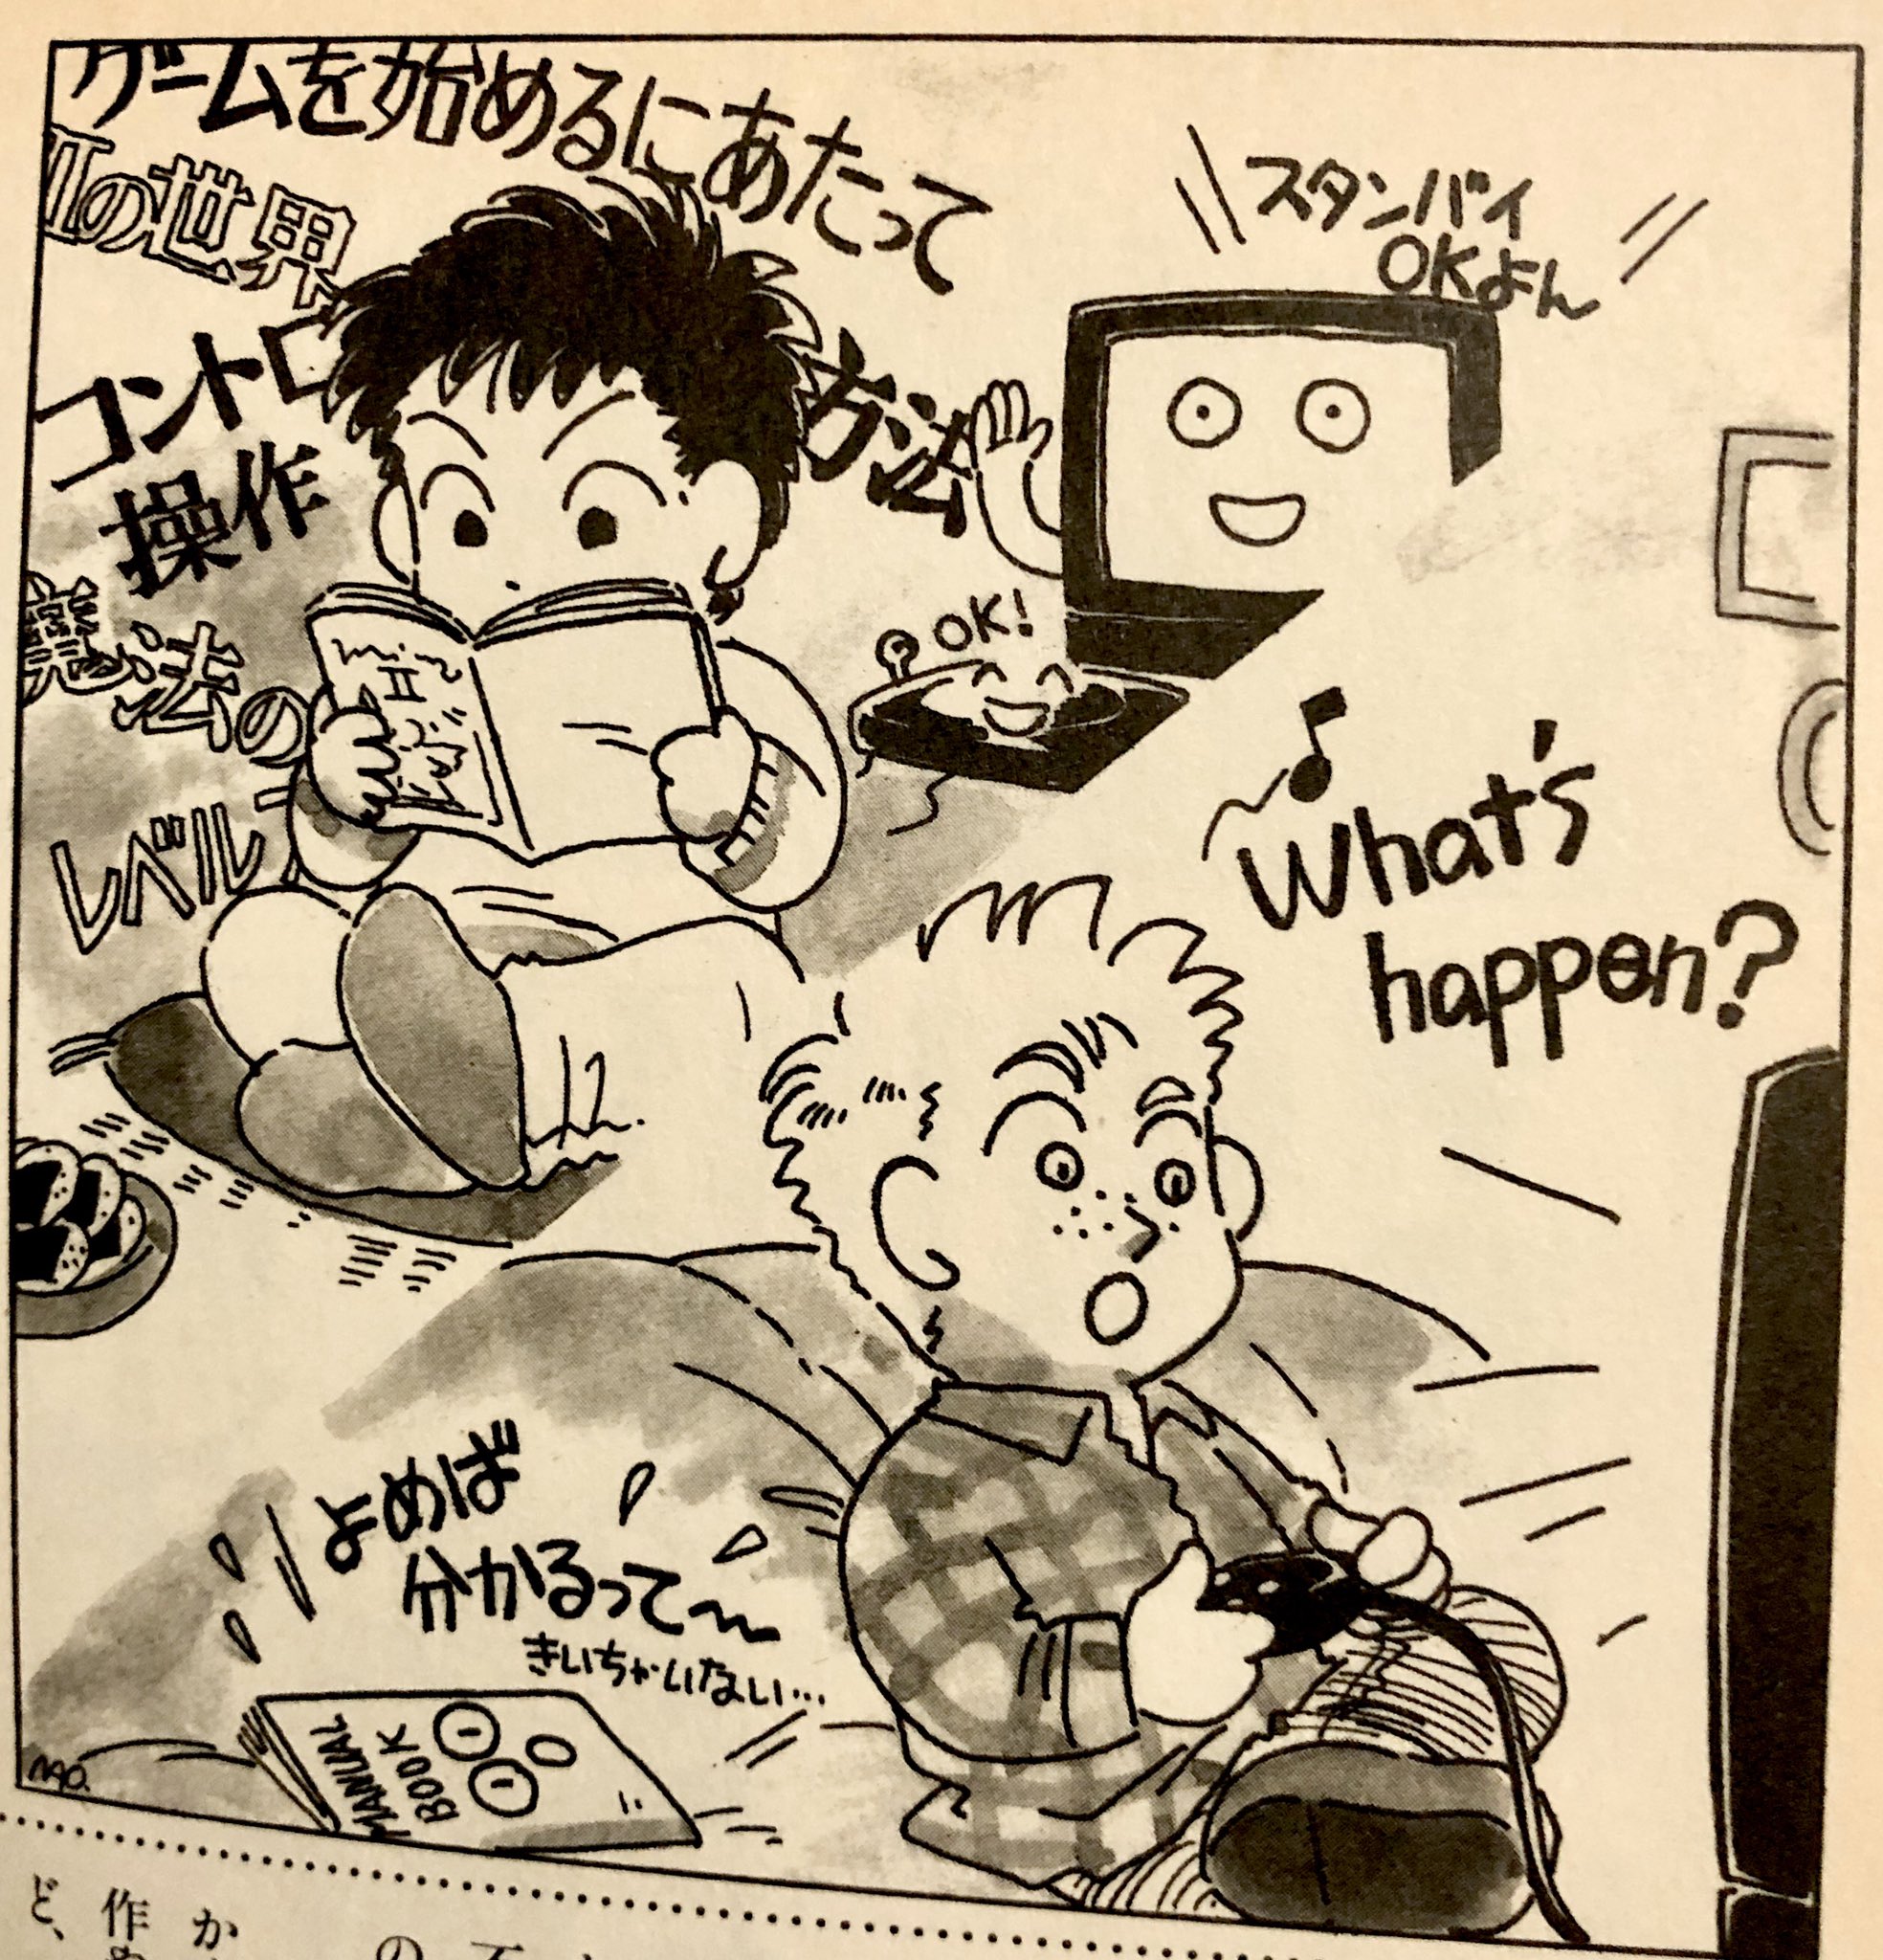 ゲームを始めるにあたって
IIの世界
スタンバイ
OKよん
コントロ
方法
操作
OK!
魔法の
II
レベル
What's
happen?
よめば
分かるって〜
きいちゃいない…
MANUAL
BOOK
NAO.
ど、
作
か
の